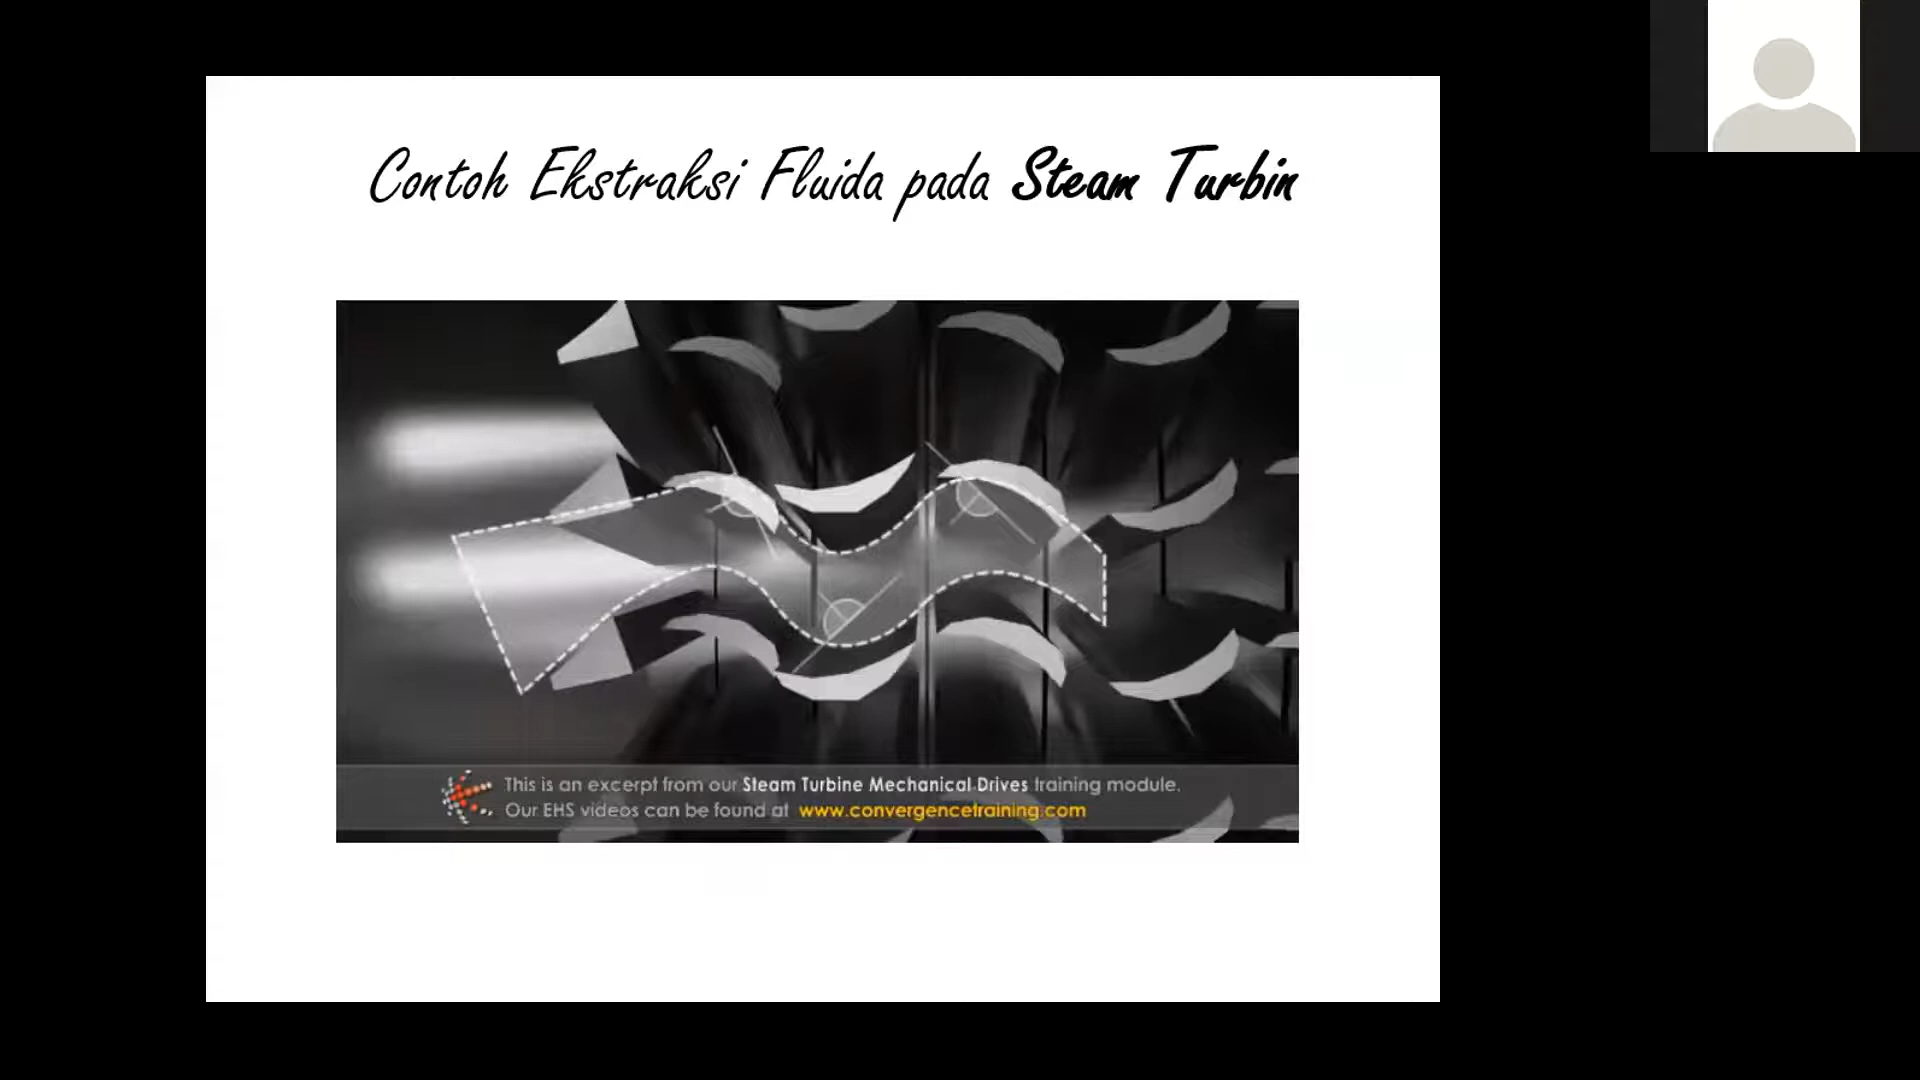 Contoh Ekstraksi Fluida pada Steam Turbin
This is an excerpt from our Steam Turbine Mechanical Drives training module.
Our EHS videos can be found at www.convergencetraining.com